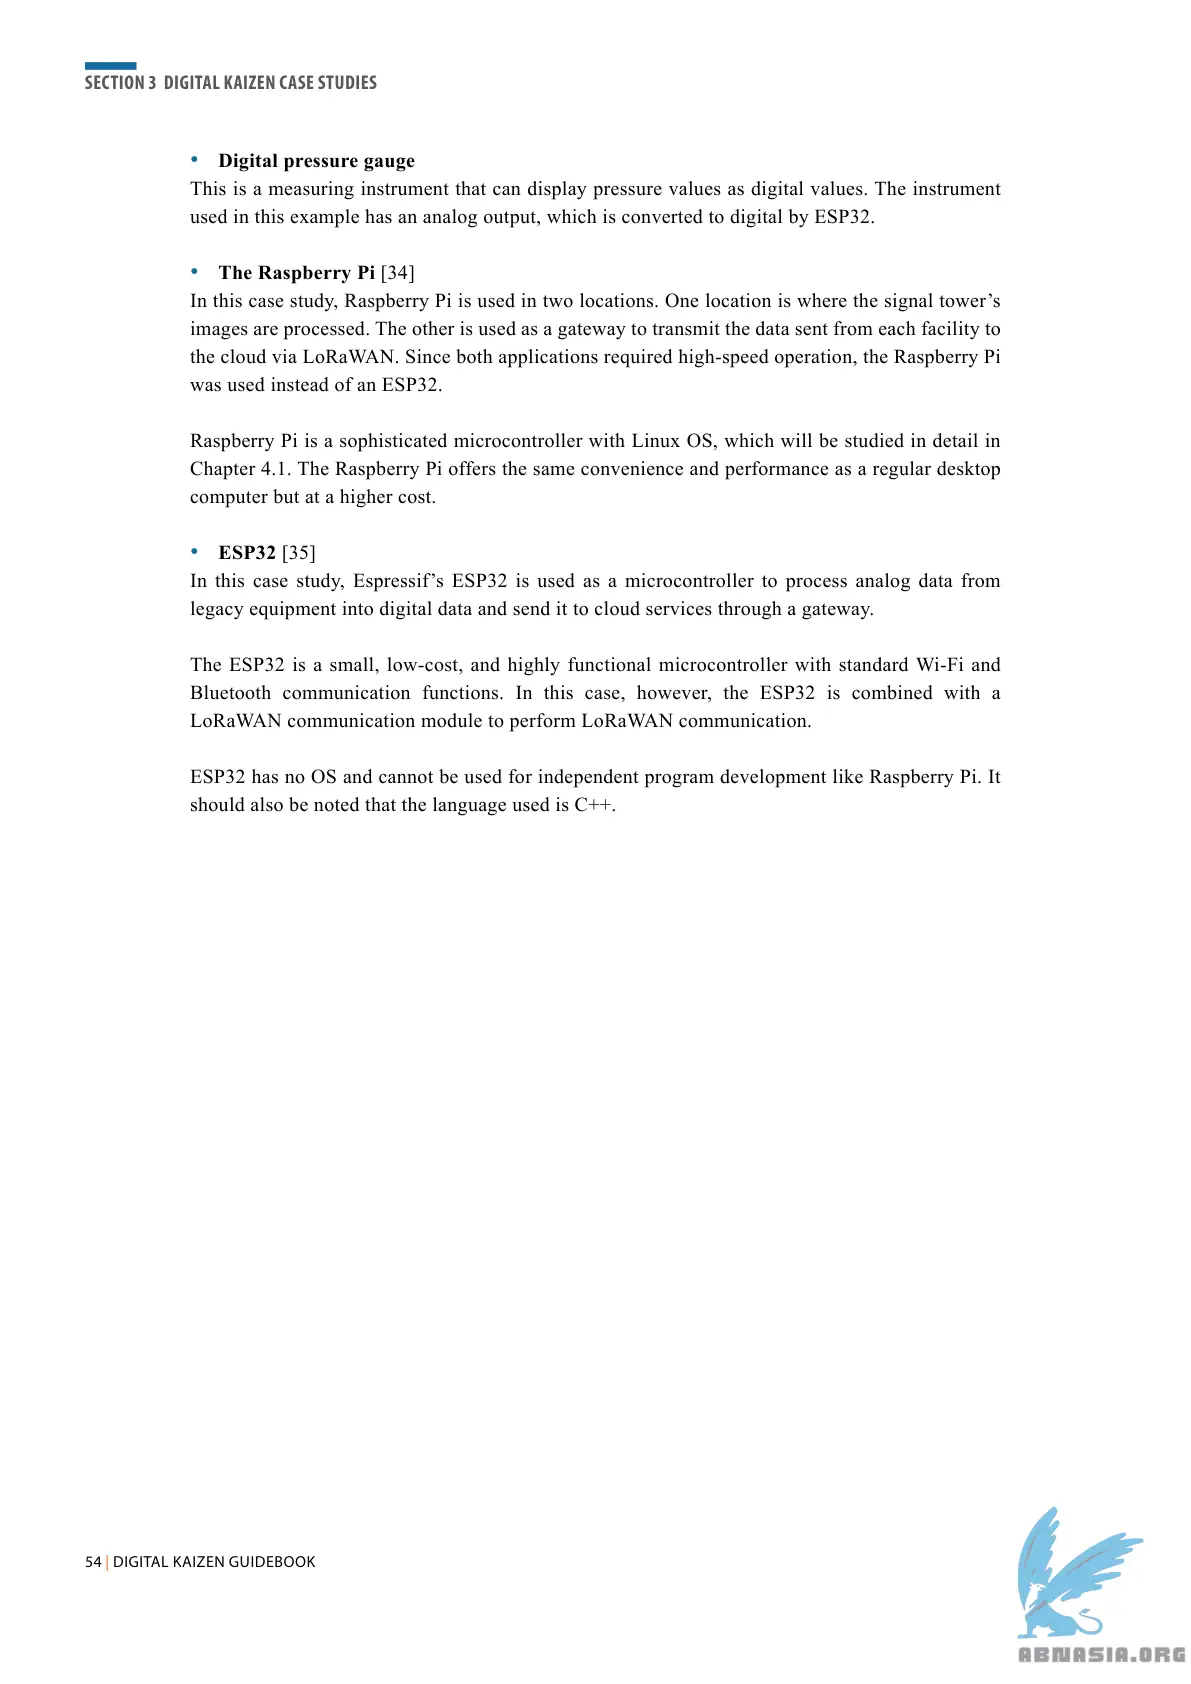 SECTION 3 DIGITAL KAIZEN CASE STUDIES
• Digital pressure gauge
This is a measuring instrument that can display pressure values as digital values. The instrument
used in this example has an analog output, which is converted to digital by ESP32.
• The Raspberry Pi [34]
In this case study, Raspberry Pi is used in two locations. One location is where the signal tower’s
images are processed. The other is used as a gateway to transmit the data sent from each facility to
the cloud via LoRaWAN. Since both applications required high-speed operation, the Raspberry Pi
was used instead of an ESP32.
Raspberry Pi is a sophisticated microcontroller with Linux OS, which will be studied in detail in
Chapter 4.1. The Raspberry Pi offers the same convenience and performance as a regular desktop
computer but at a higher cost.
• ESP32 [35]
In this case study, Espressif’s ESP32 is used as a microcontroller to process analog data from
legacy equipment into digital data and send it to cloud services through a gateway.
The ESP32 is a small, low-cost, and highly functional microcontroller with standard Wi-Fi and
Bluetooth communication functions. In this case, however, the ESP32 is combined with a
LoRaWAN communication module to perform LoRaWAN communication.
ESP32 has no OS and cannot be used for independent program development like Raspberry Pi. It
should also be noted that the language used is C++.
54 | DIGITAL KAIZEN GUIDEBOOK
ABNASIA.ORG